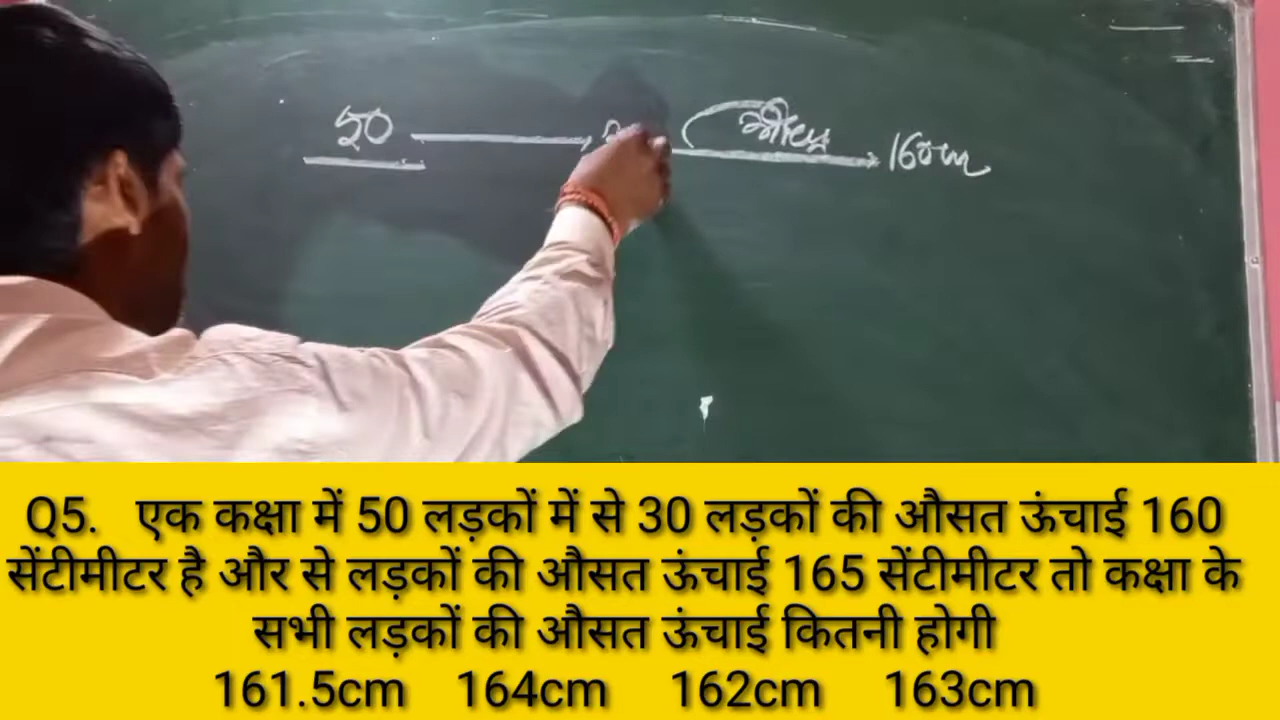 50 औसत 160cm
Q5. एक कक्षा में 50 लड़कों में से 30 लड़कों की औसत ऊंचाई 160
सेंटीमीटर है और से लड़कों की औसत ऊंचाई 165 सेंटीमीटर तो कक्षा के
सभी लड़कों की औसत ऊंचाई कितनी होगी
161.5cm 164cm 162cm 163cm